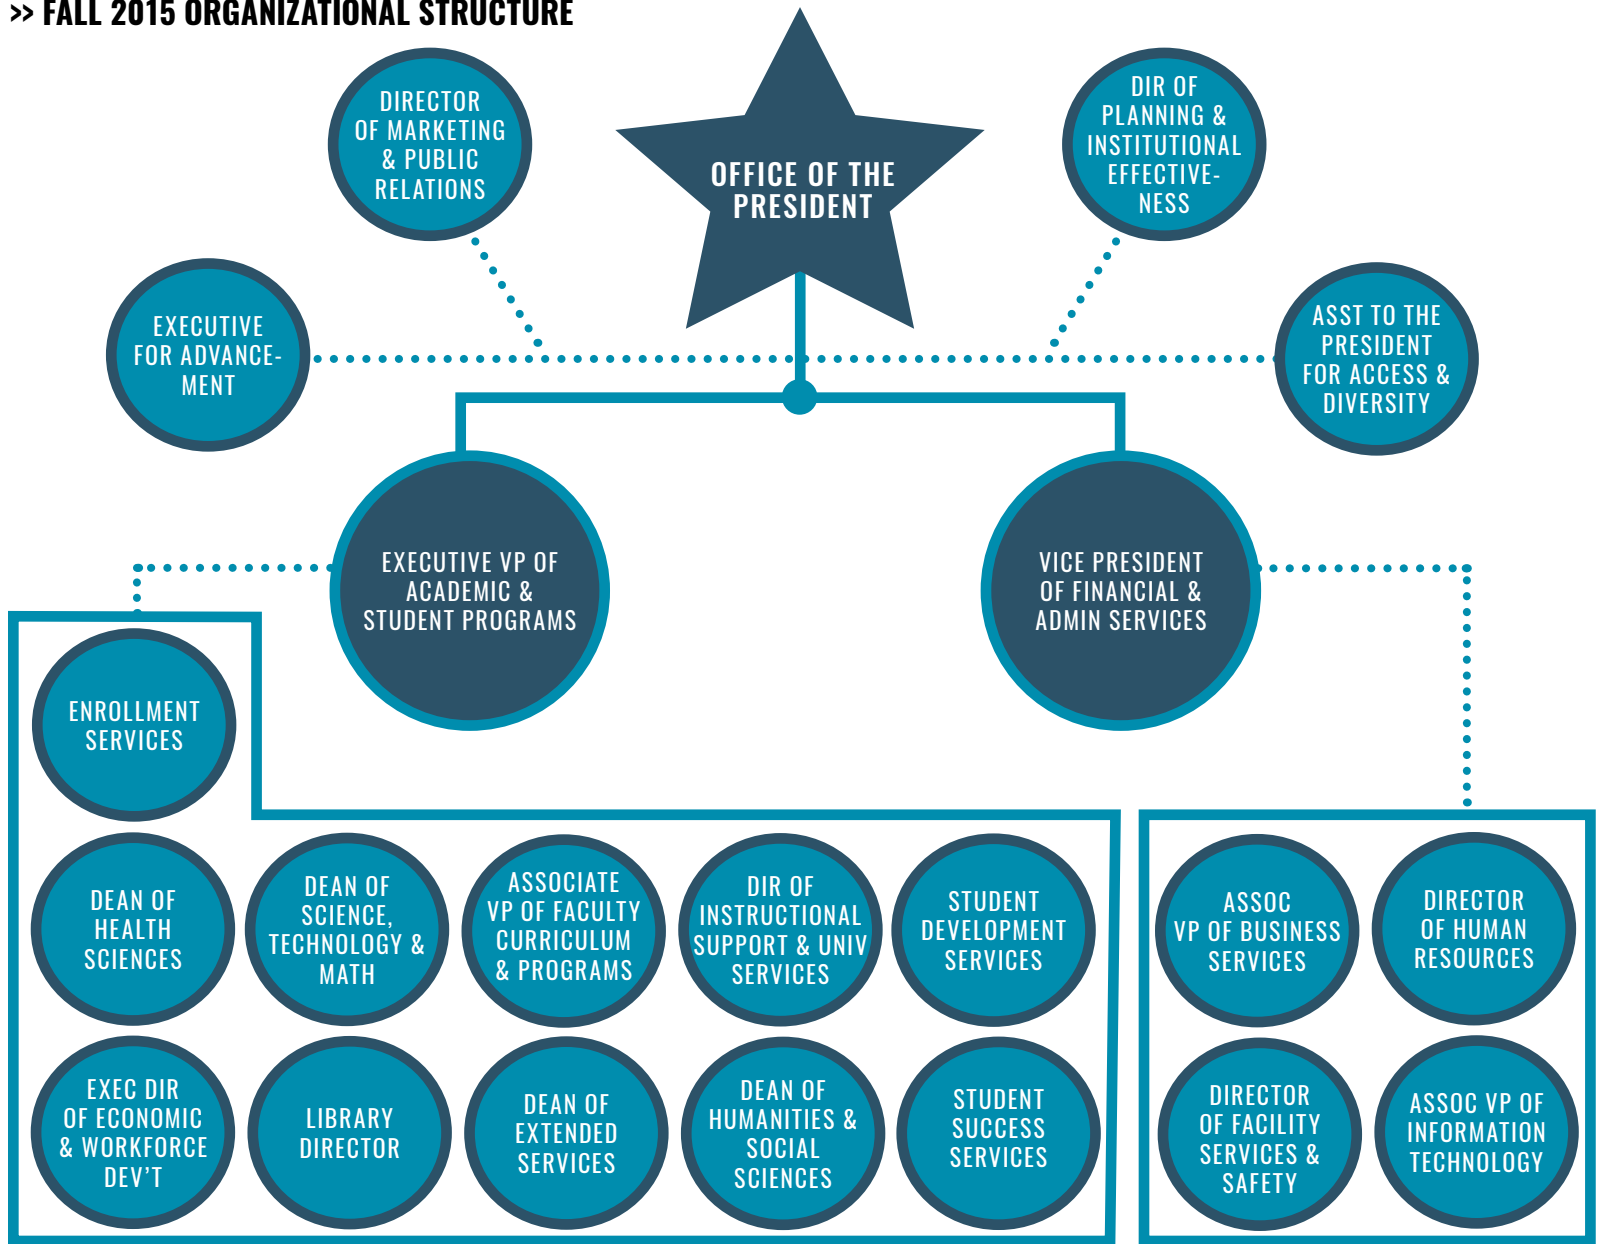 >> FALL 2015 ORGANIZATIONAL STRUCTURE
DIRECTOR
OF MARKETING
& PUBLIC
RELATIONS
OFFICE OF THE
PRESIDENT
DIR OF
PLANNING &
INSTITUTIONAL
EFFECTIVE-
NESS
EXECUTIVE
FOR ADVANCE-
MENT
ASST TO THE
PRESIDENT
FOR ACCESS &
DIVERSITY
EXECUTIVE VP OF
ACADEMIC &
STUDENT PROGRAMS
VICE PRESIDENT
OF FINANCIAL &
ADMIN SERVICES
ENROLLMENT
SERVICES
DEAN OF
HEALTH
SCIENCES
DEAN OF
SCIENCE,
TECHNOLOGY &
MATH
ASSOCIATE
VP OF FACULTY
CURRICULUM
& PROGRAMS
DIR OF
INSTRUCTIONAL
SUPPORT & UNIV
SERVICES
STUDENT
DEVELOPMENT
SERVICES
ASSOC
VP OF BUSINESS
SERVICES
DIRECTOR
OF HUMAN
RESOURCES
EXEC DIR
OF ECONOMIC
& WORKFORCE
DEV'T
LIBRARY
DIRECTOR
DEAN OF
EXTENDED
SERVICES
DEAN OF
HUMANITIES &
SOCIAL
SCIENCES
STUDENT
SUCCESS
SERVICES
DIRECTOR
OF FACILITY
SERVICES &
SAFETY
ASSOC VP OF
INFORMATION
TECHNOLOGY